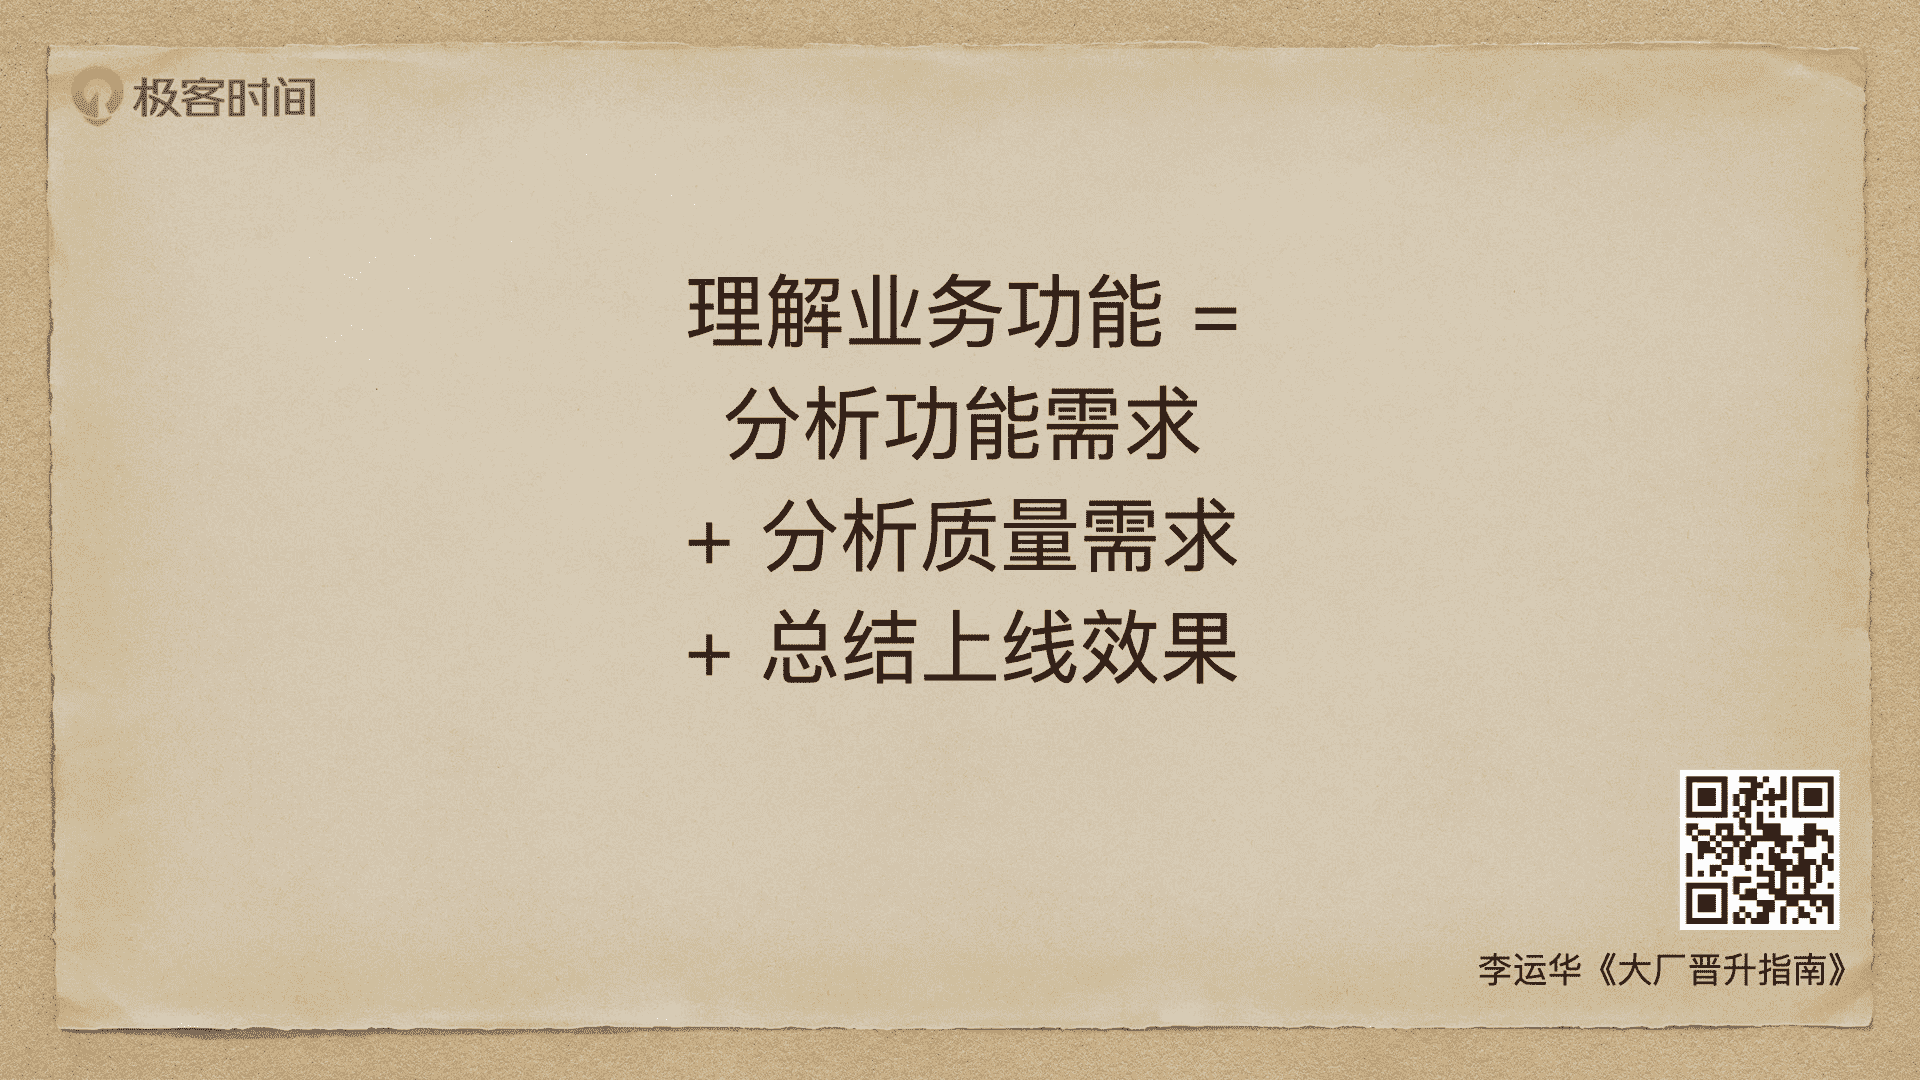 极客时间
理解业务功能 =
分析功能需求
+ 分析质量需求
+ 总结上线效果
李运华《大厂晋升指南》